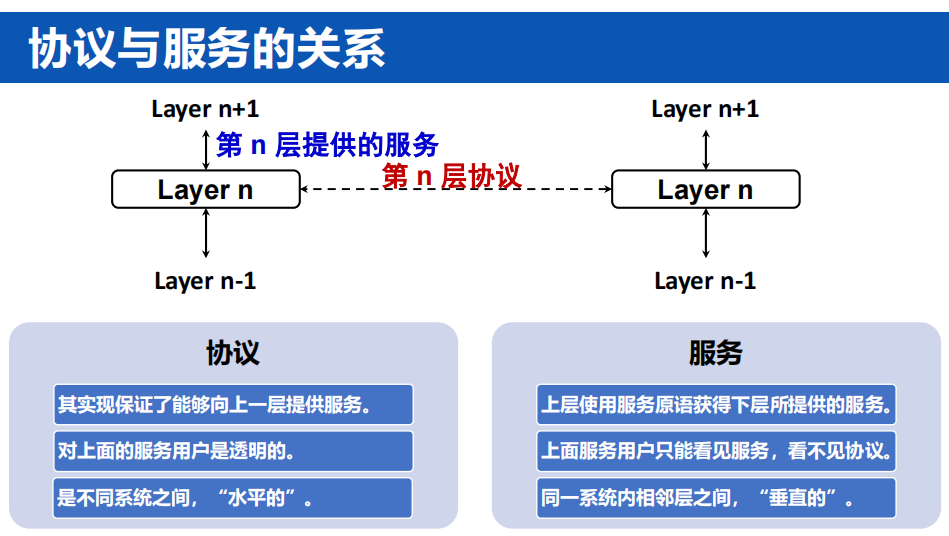 协议与服务的关系
Layer n+1
Layer n+1
第 n 层提供的服务
第 n 层协议
Layer n
Layer n
Layer n-1
Layer n-1
协议
其实现保证了能够向上一层提供服务。
对上面的服务用户是透明的。
是不同系统之间，“水平的”。
服务
上层使用服务原语获得下层所提供的服务。
上面服务用户只能看见服务，看不见协议。
同一系统内相邻层之间，“垂直的”。